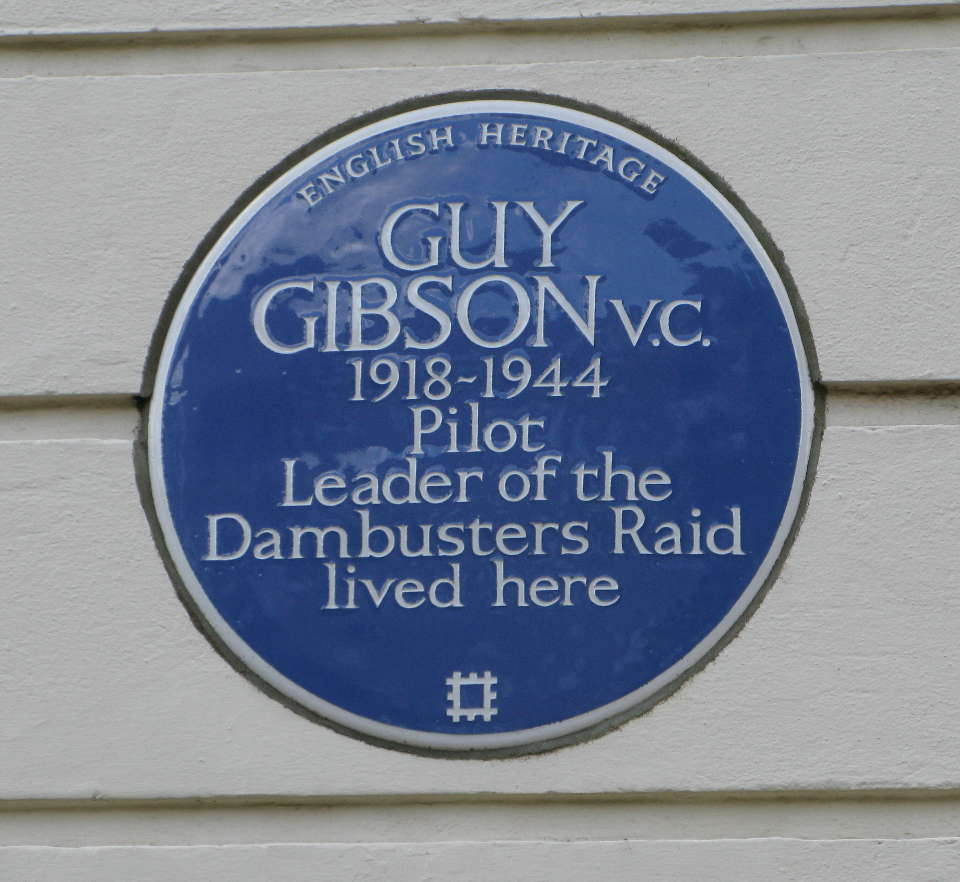 ENGLISH HERITAGE
GUY
GIBSON V.C.
1918-1944
Pilot
Leader of the
Dambusters Raid
lived here